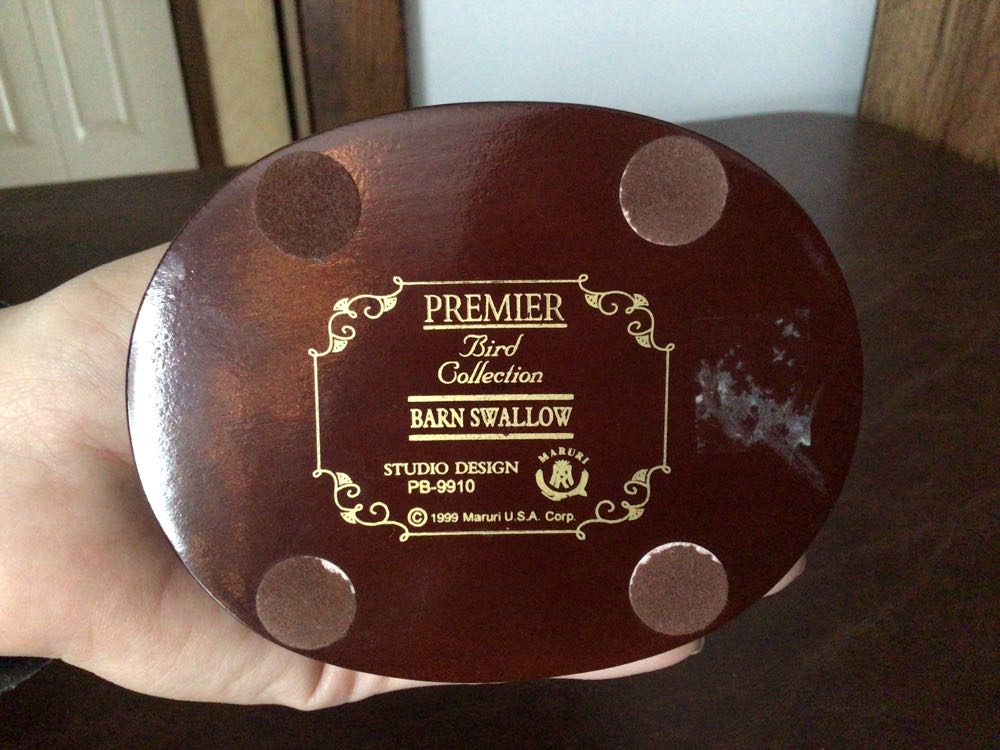 PREMIER
Bird
Collection
BARN SWALLOW
STUDIO DESIGN
PB-9910
MARURI
© 1999 Maruri U.S.A. Corp.